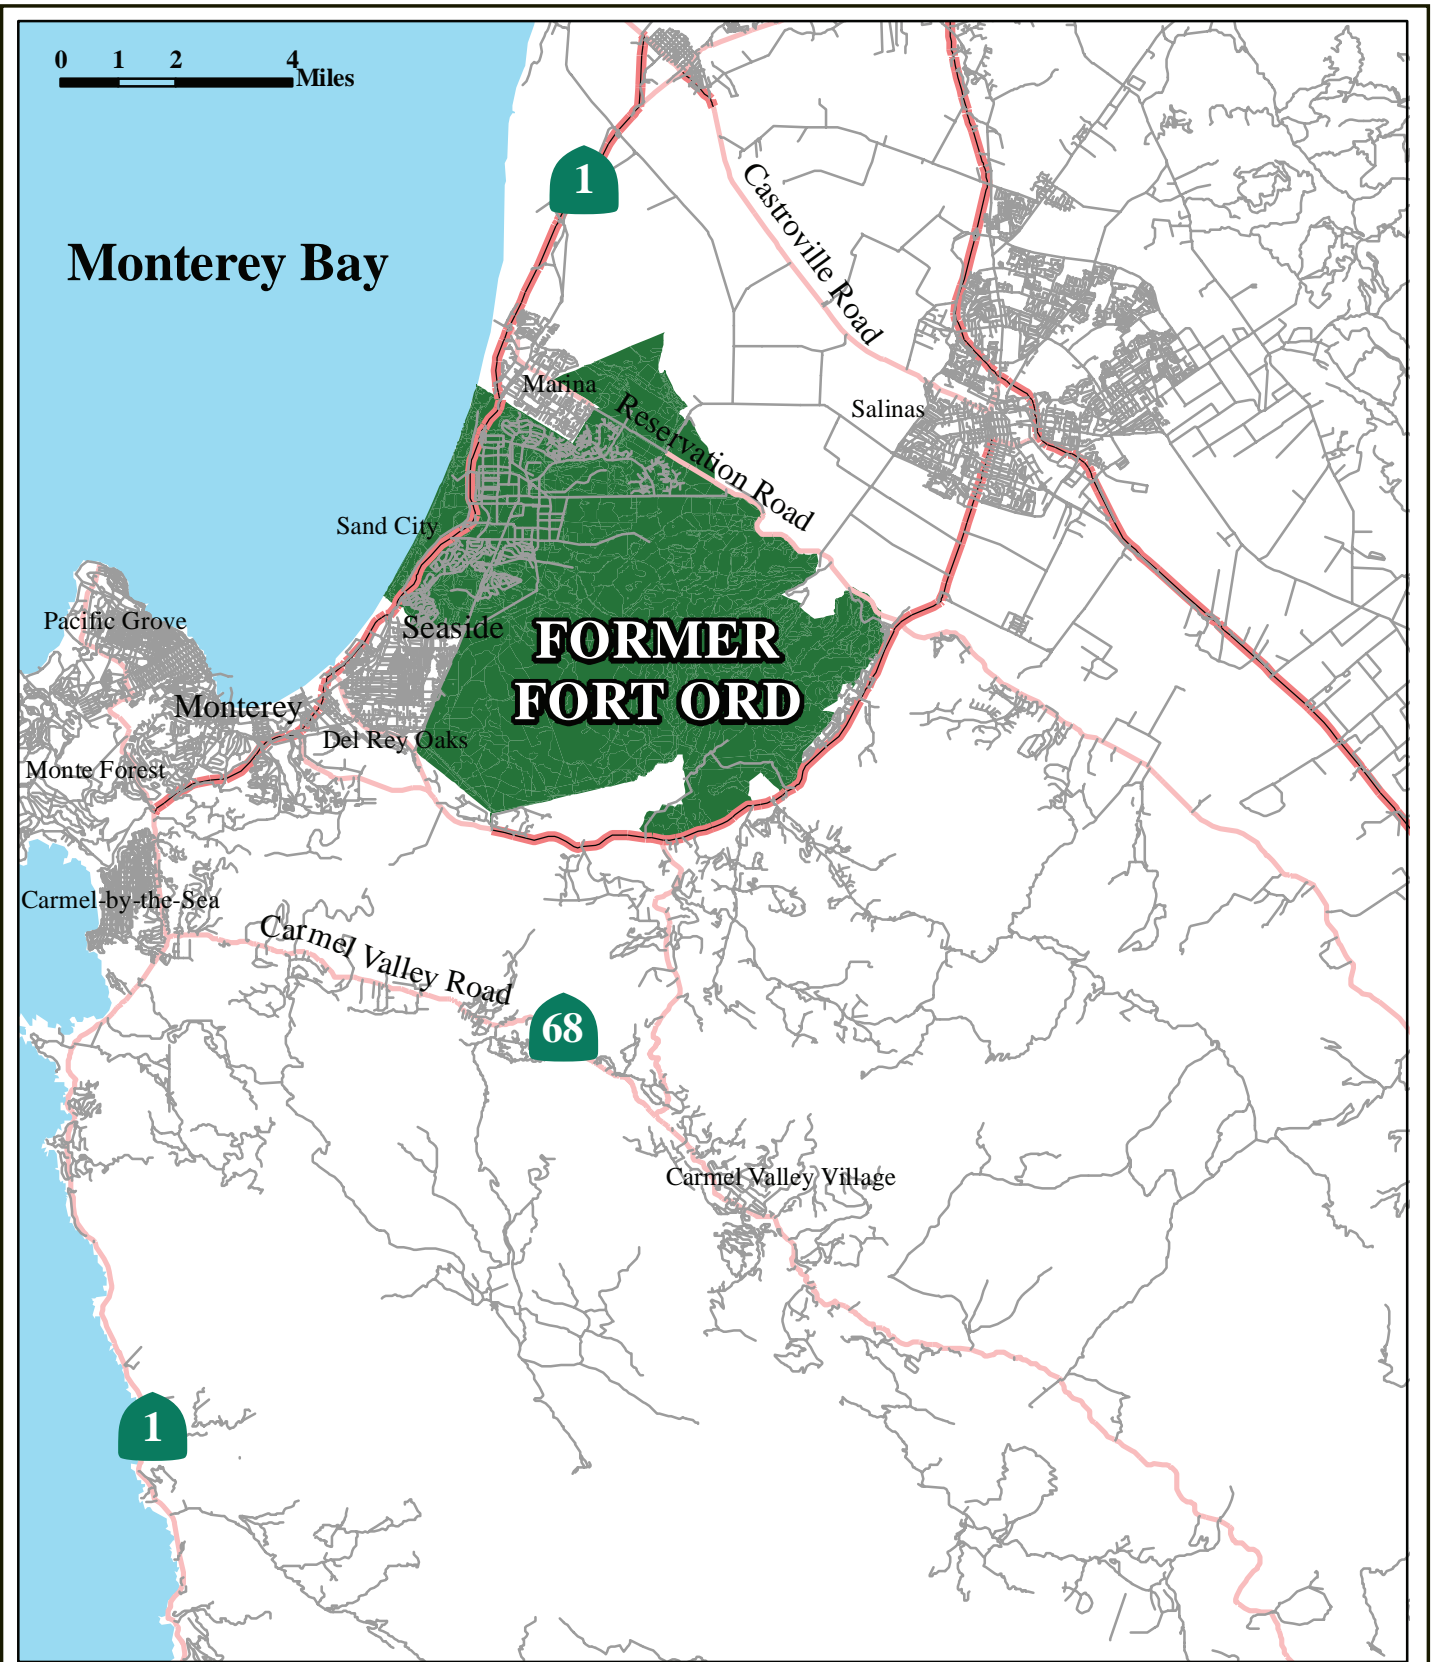 0 1 2 4
Miles
1
Castroville Road
Monterey Bay
Marina
Reservation Road
Salinas
Sand City
Pacific Grove
Seaside
FORMER
FORT ORD
Monterey
Del Rey Oaks
Monte Forest
Carmel-by-the-Sea
Carmel Valley Road
68
Carmel Valley Village
1